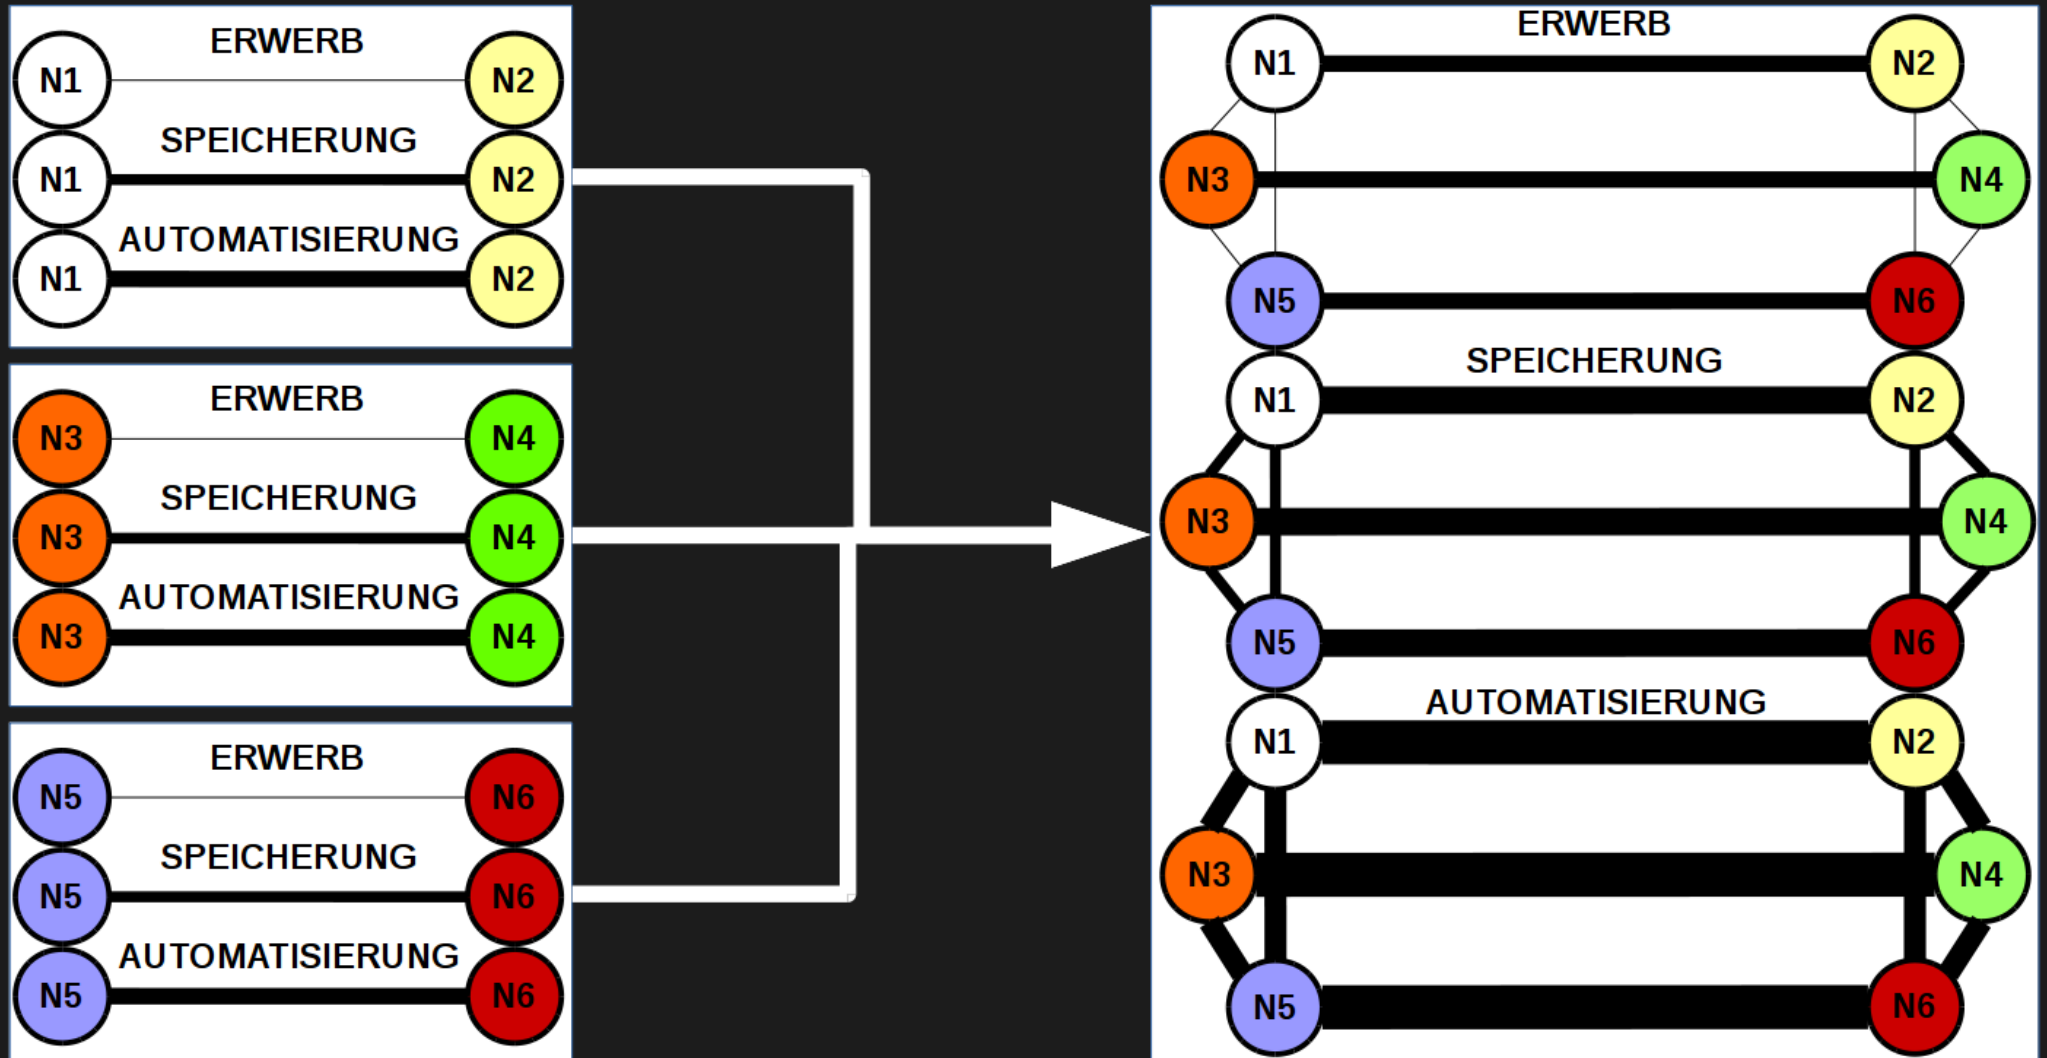 ERWERB
N1 N2
SPEICHERUNG
N1 N2
AUTOMATISIERUNG
N1 N2
ERWERB
N3 N4
SPEICHERUNG
N3 N4
AUTOMATISIERUNG
N3 N4
ERWERB
N5 N6
SPEICHERUNG
N5 N6
AUTOMATISIERUNG
N5 N6
ERWERB
N1 N2
N3 N4
N5 N6
SPEICHERUNG
N1 N2
N3 N4
N5 N6
AUTOMATISIERUNG
N1 N2
N3 N4
N5 N6